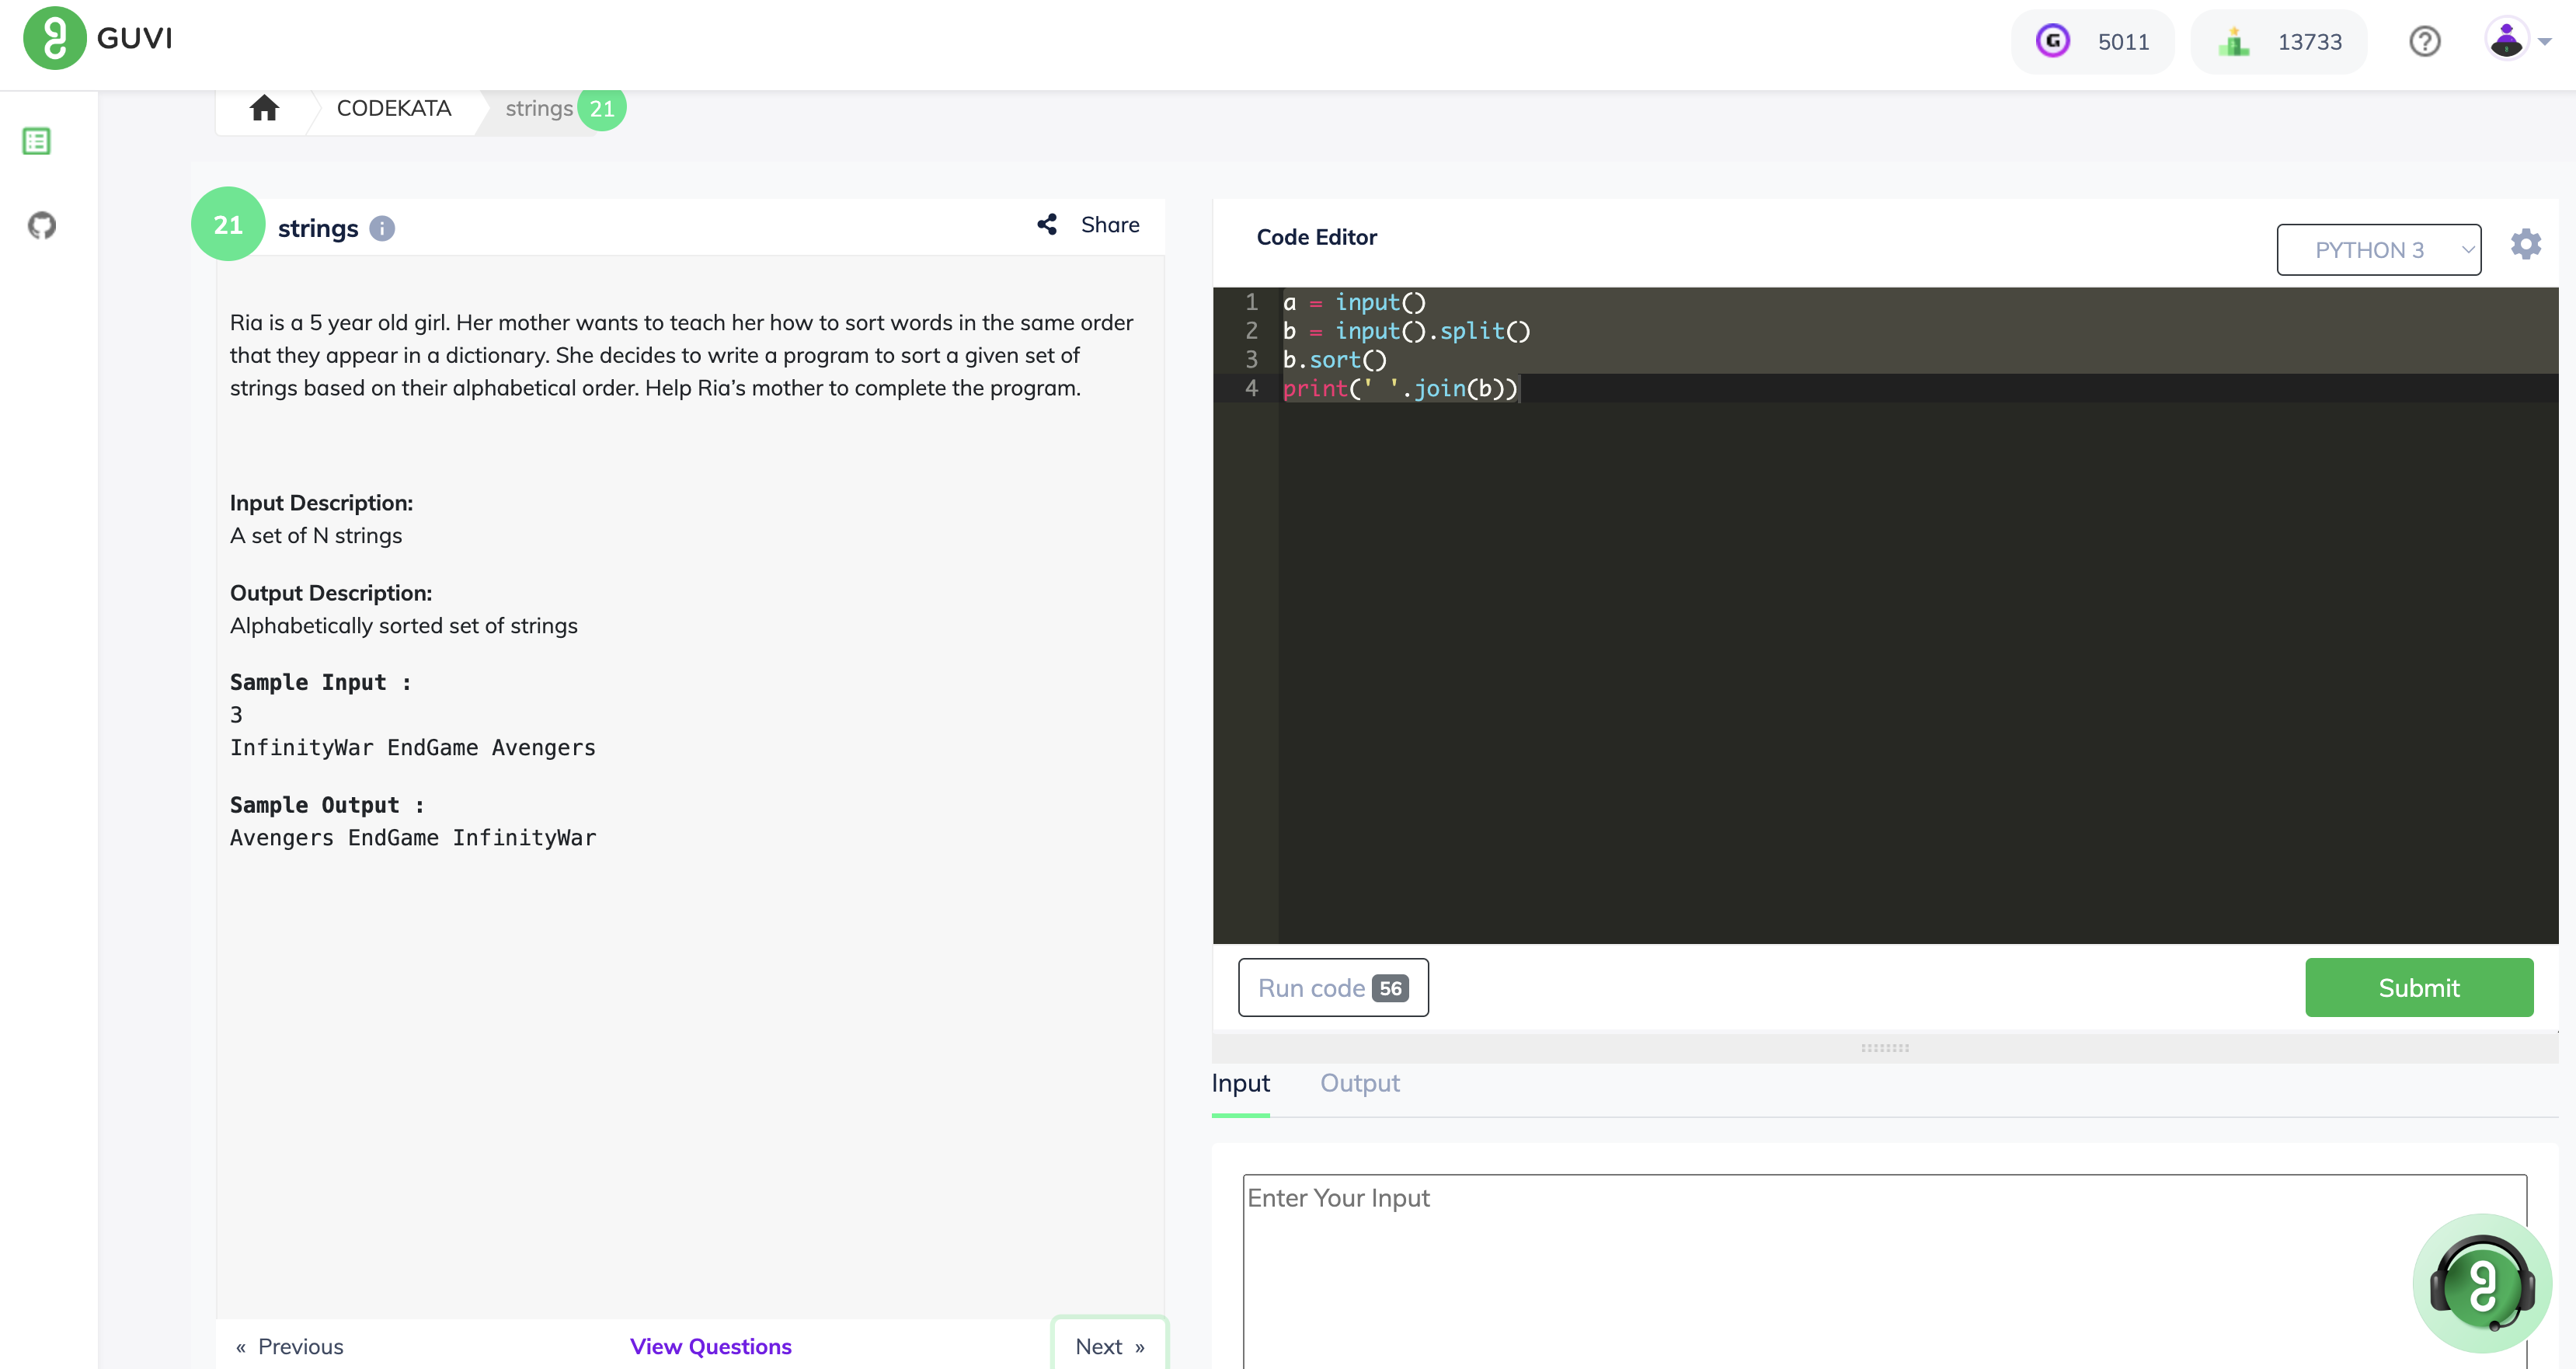 GUVI
5011
13733
CODEKATA
strings 21
21
strings
Share
Ria is a 5 year old girl. Her mother wants to teach her how to sort words in the same order
that they appear in a dictionary. She decides to write a program to sort a given set of
strings based on their alphabetical order. Help Ria’s mother to complete the program.
Input Description:
A set of N strings
Output Description:
Alphabetically sorted set of strings
Sample Input :
3
InfinityWar EndGame Avengers
Sample Output :
Avengers EndGame InfinityWar
« Previous
View Questions
Next »
Code Editor
PYTHON 3
1 a = input()
2 b = input().split()
3 b.sort()
4 print(' '.join(b))
Run code 56
Submit
Input
Output
Enter Your Input